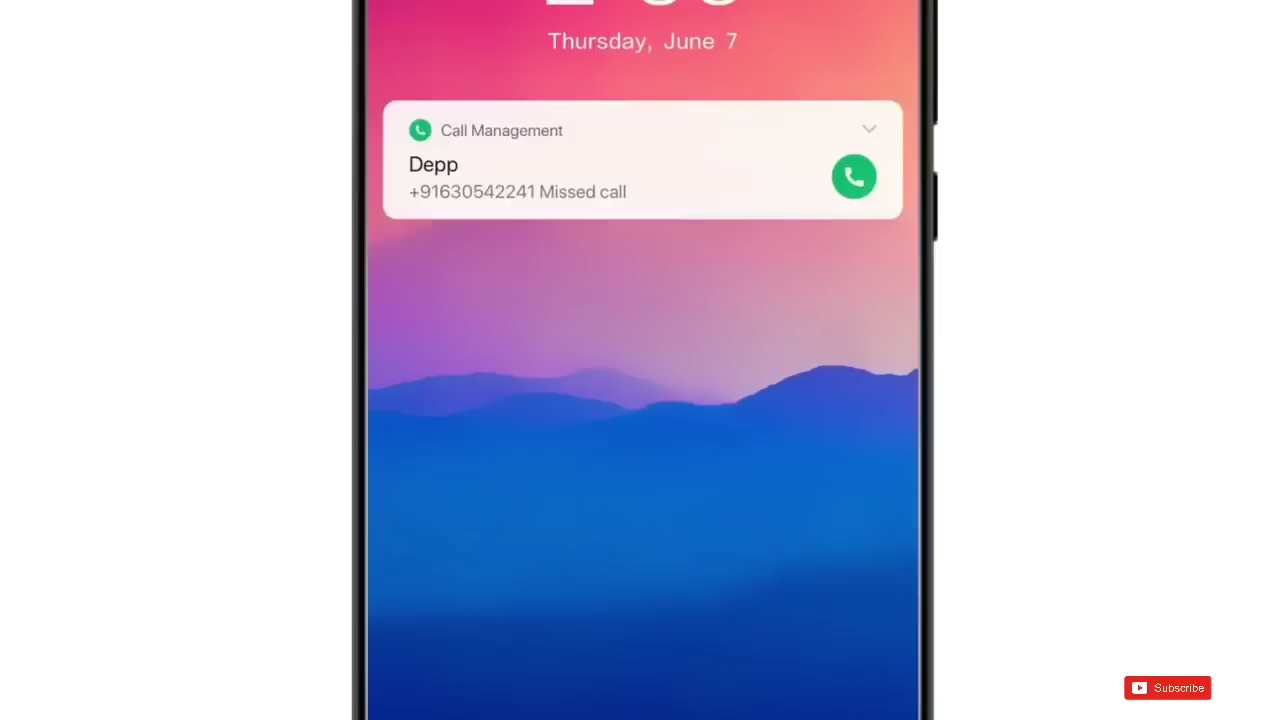 Thursday, June 7
Call Management
Depp
+91630542241 Missed call
Subscribe